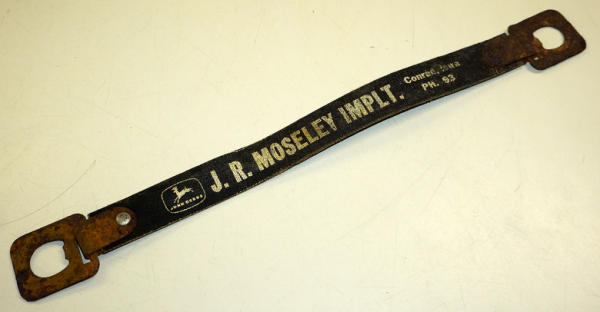 JOHN DEERE
J. R. MOSELEY IMPLT.
Conrad, Iowa
PH. 93